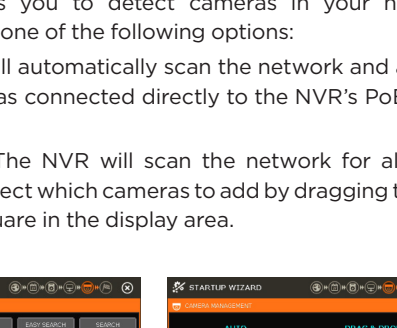 s you to detect cameras in your n
one of the following options:
ll automatically scan the network and a
as connected directly to the NVR's PoE
The NVR will scan the network for al
ect which cameras to add by dragging t
uare in the display area.
EASY SEARCH SEARCH
STARTUP WIZARD
CAMERA MANAGEMENT
AUTO DRAG & DROP